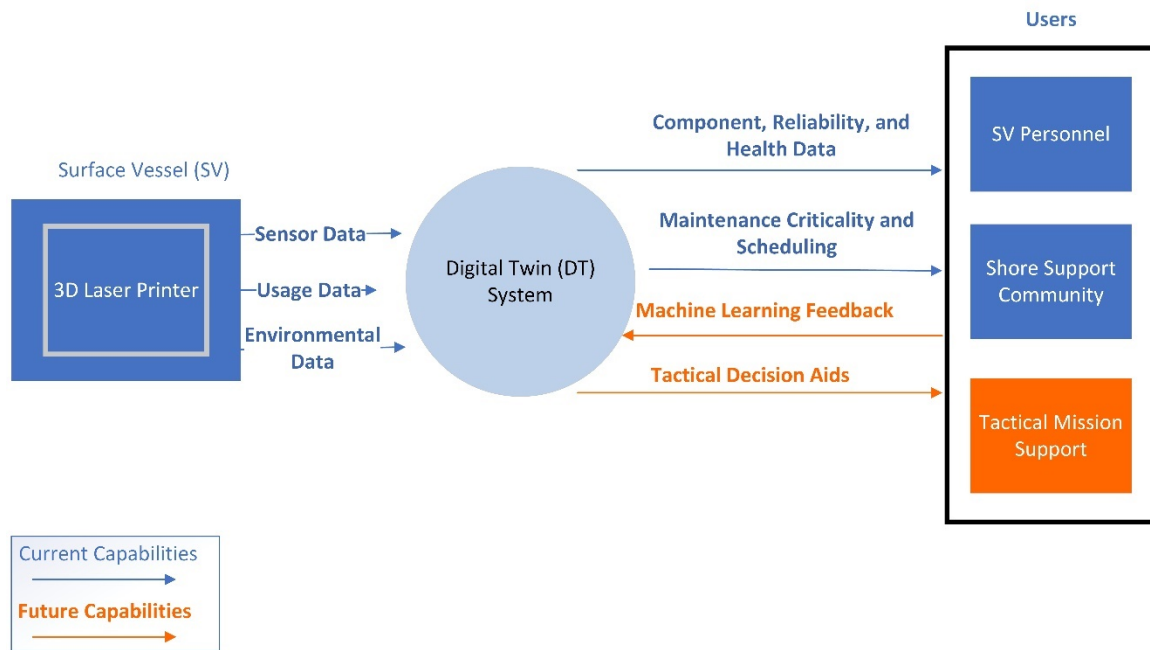 Users
Surface Vessel (SV)
3D Laser Printer
Sensor Data
Usage Data
Environmental
Data
Digital Twin (DT)
System
Component, Reliability, and
Health Data
Maintenance Criticality and
Scheduling
Machine Learning Feedback
Tactical Decision Aids
SV Personnel
Shore Support
Community
Tactical Mission
Support
Current Capabilities
Future Capabilities